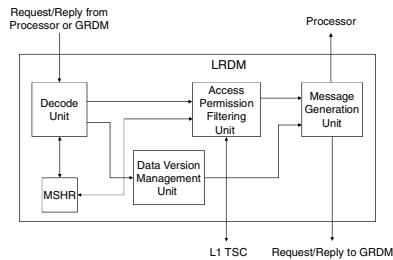 Request/Reply from
Processor or GRDM
Processor
LRDM
Decode
Unit
Access
Permission
Filtering
Unit
Message
Generation
Unit
Data Version
Management
Unit
MSHR
L1 TSC
Request/Reply to GRDM